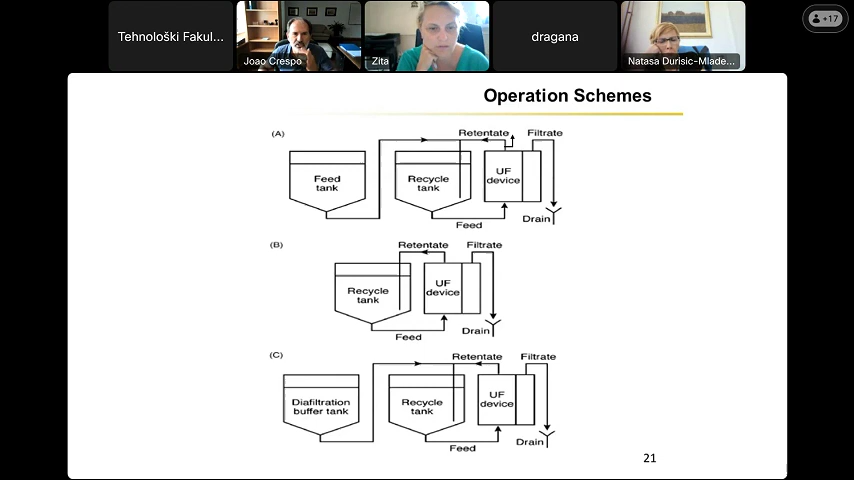 Tehnološki Fakul...
Joao Crespo
Zita
dragana
Natasa Durisic-Mlade...
+17
Operation Schemes
(A)
Retentate
Filtrate
Feed
tank
Recycle
tank
UF
device
Feed
Drain
(B)
Retentate
Filtrate
Recycle
tank
UF
device
Feed
Drain
(C)
Retentate
Filtrate
Diafiltration
buffer tank
Recycle
tank
UF
device
Feed
Drain
21